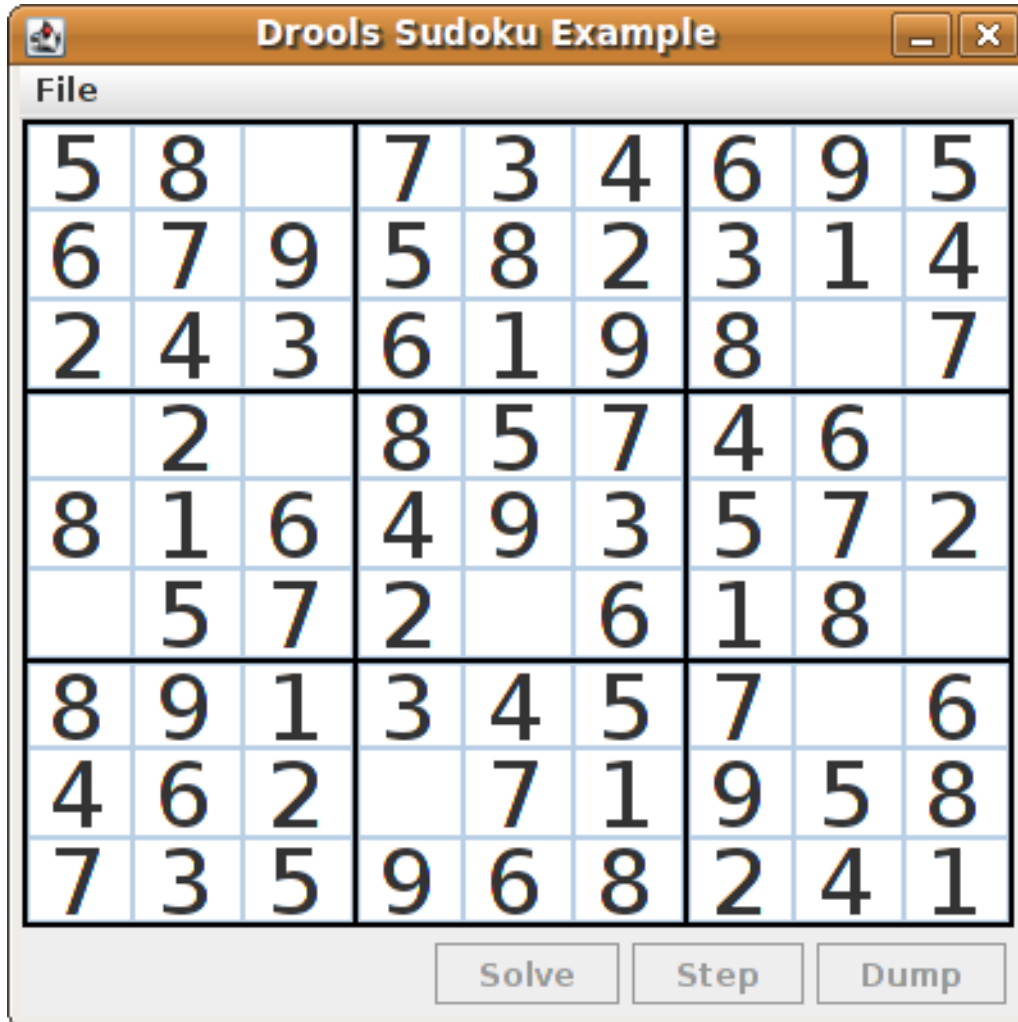 Drools Sudoku Example
File
5 8 7 3 4 6 9 5
6 7 9 5 8 2 3 1 4
2 4 3 6 1 9 8 7
2 8 5 7 4 6
8 1 6 4 9 3 5 7 2
5 7 2 6 1 8
8 9 1 3 4 5 7 6
4 6 2 7 1 9 5 8
7 3 5 9 6 8 2 4 1
Solve Step Dump